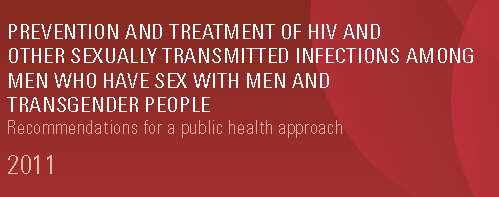 PREVENTION AND TREATMENT OF HIV AND
OTHER SEXUALLY TRANSMITTED INFECTIONS AMONG
MEN WHO HAVE SEX WITH MEN AND
TRANSGENDER PEOPLE
Recommendations for a public health approach
2011